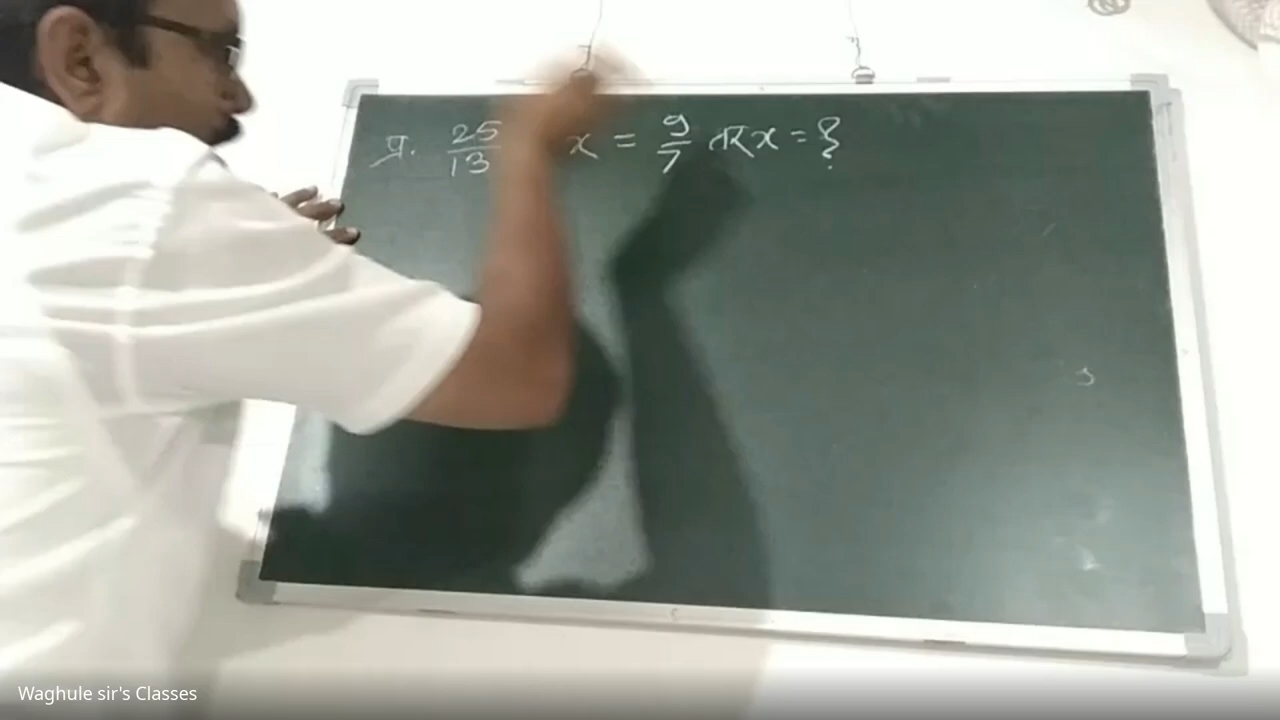 प्र. 25/13 x = 9/7 तर x = ?
Waghule sir's Classes